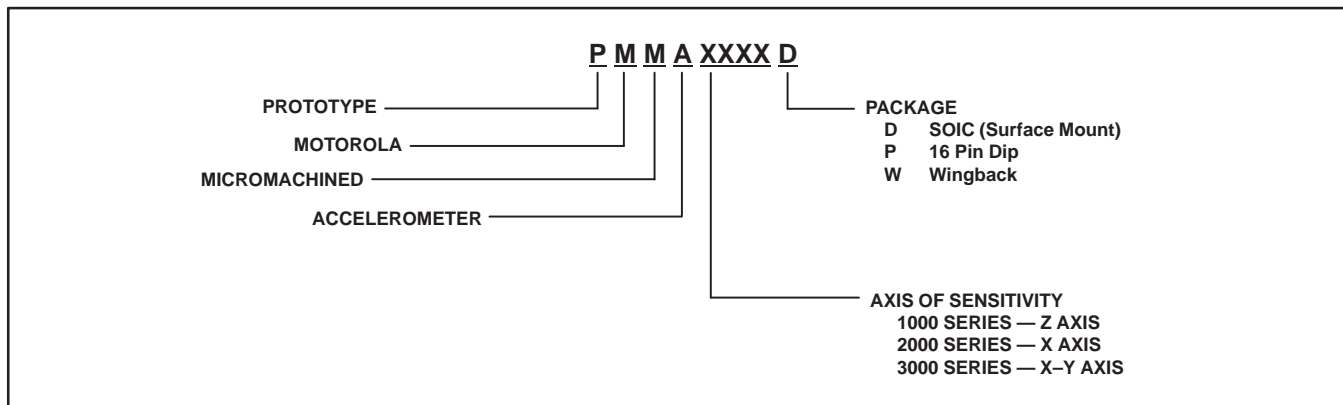 P M M A XXXX D
PROTOTYPE
MOTOROLA
MICROMACHINED
ACCELEROMETER
PACKAGE
D SOIC (Surface Mount)
P 16 Pin Dip
W Wingback
AXIS OF SENSITIVITY
1000 SERIES — Z AXIS
2000 SERIES — X AXIS
3000 SERIES — X–Y AXIS